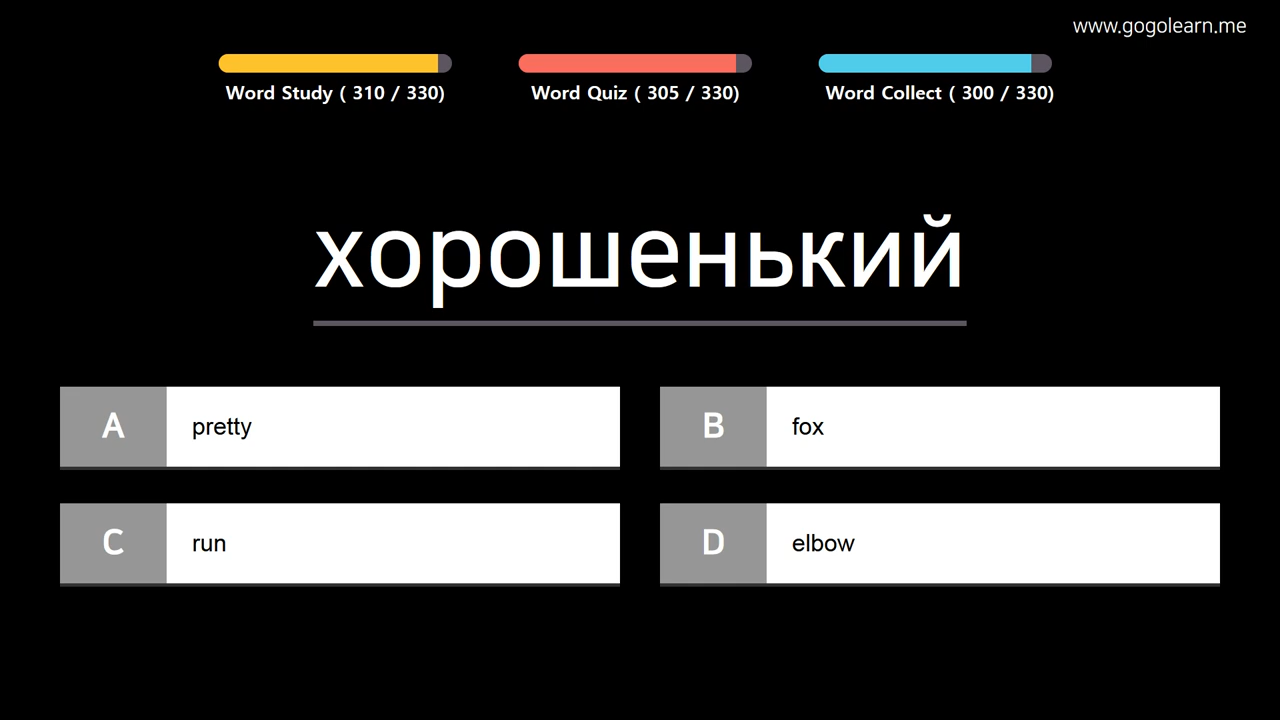 www.gogolearn.me
Word Study ( 310 / 330)
Word Quiz ( 305 / 330)
Word Collect ( 300 / 330)
хорошенький
A pretty
B fox
C run
D elbow